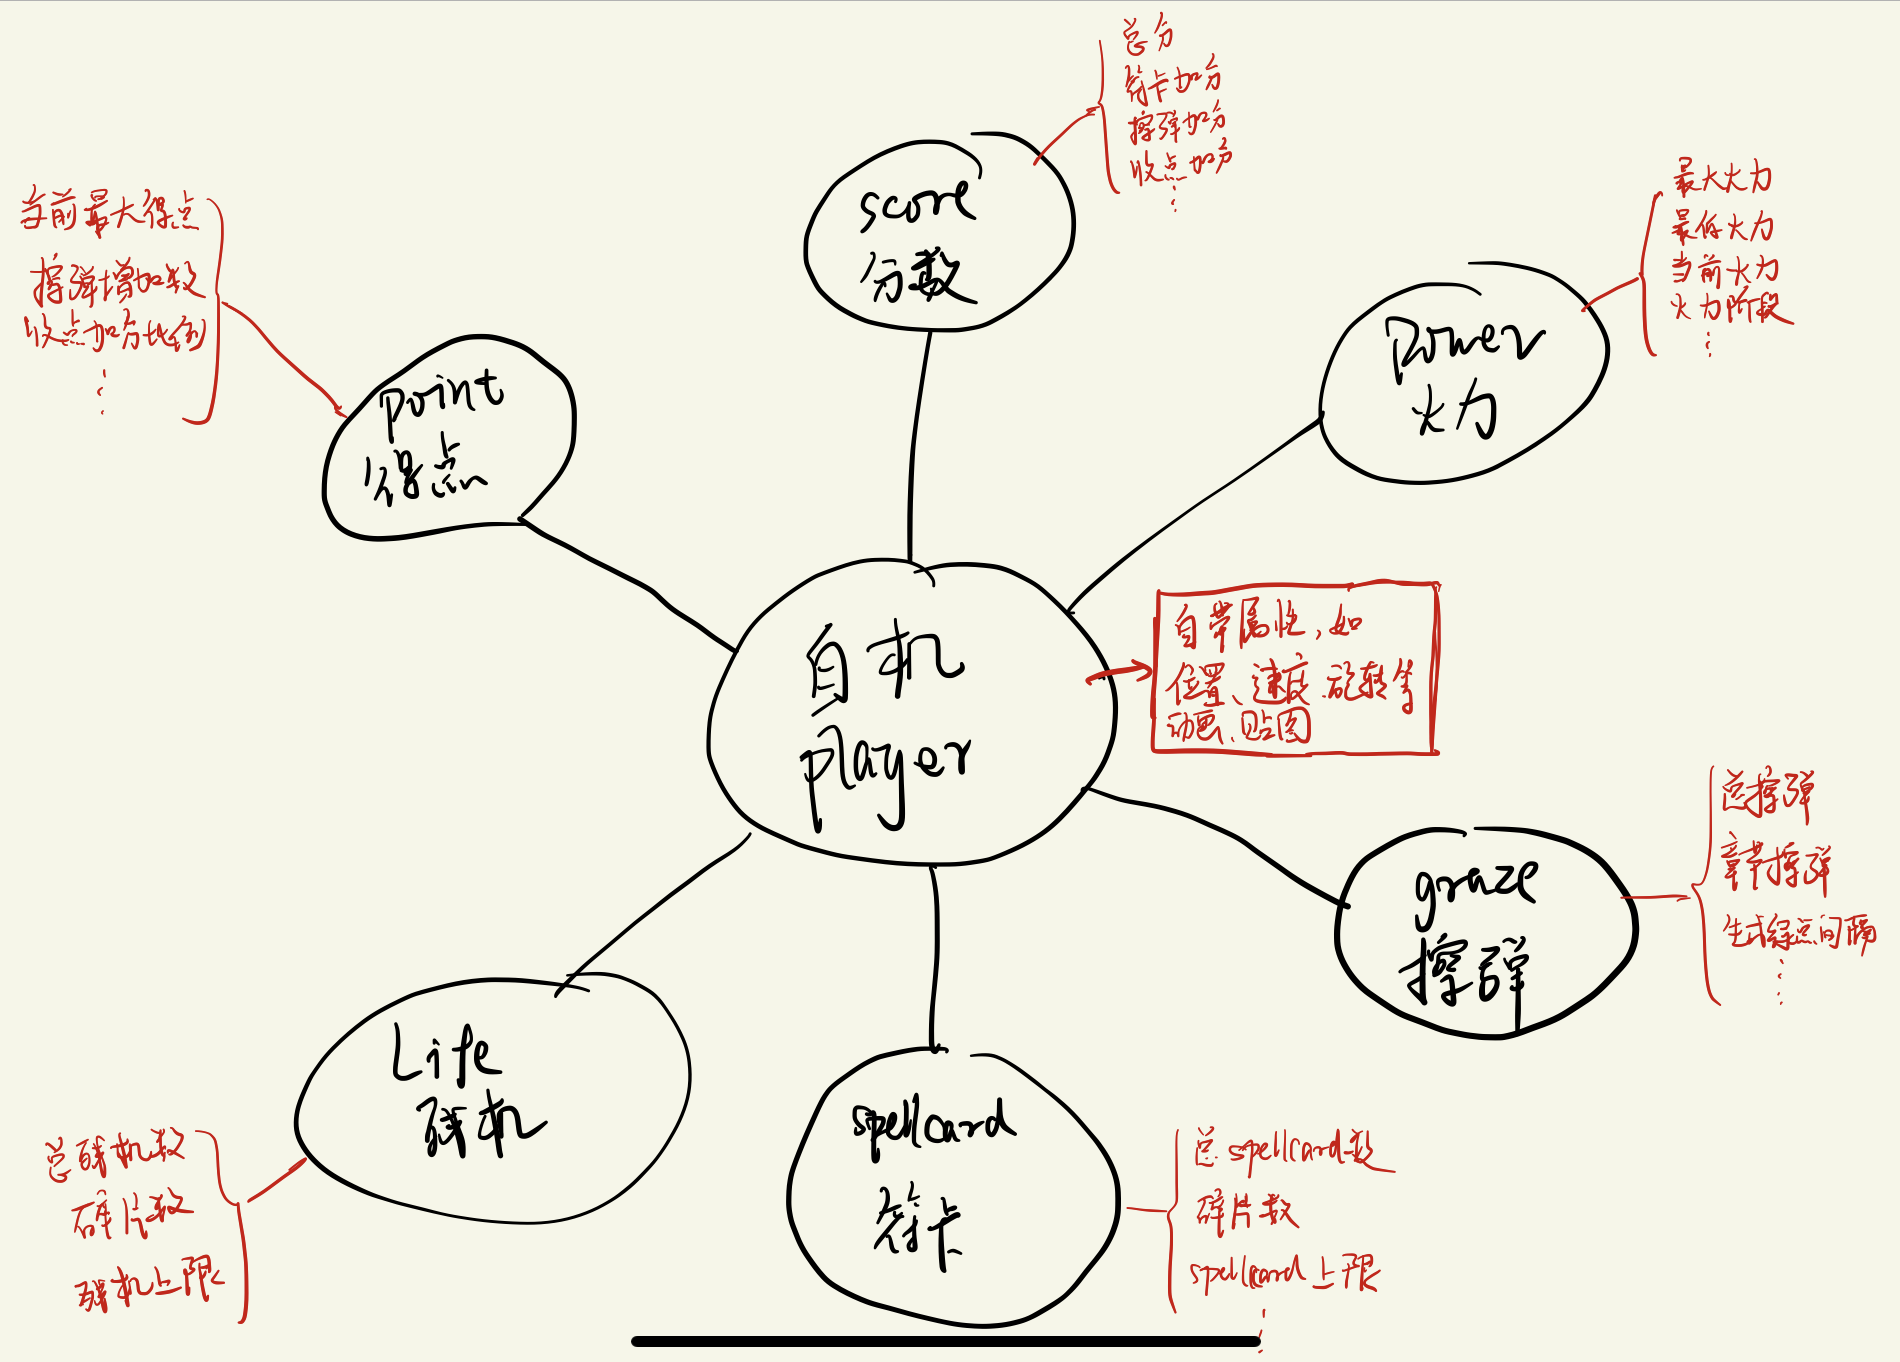 总分
符卡加分
擦弹加分
收点加分
⋮
score
分数
最大火力
最低火力
当前火力
火力阶段
⋮
power
火力
当前最大得点
擦弹增加数
收点加分比例
⋮
point
得点
自机
player
自带属性,如
位置、速度、旋转等
动画、贴图
总擦弹
章节擦弹
生成绿点间隔
⋮
graze
擦弹
Life
残机
总残机数
碎片数
残机上限
spellcard
符卡
总spellcard数
碎片数
spellcard上限
⋮